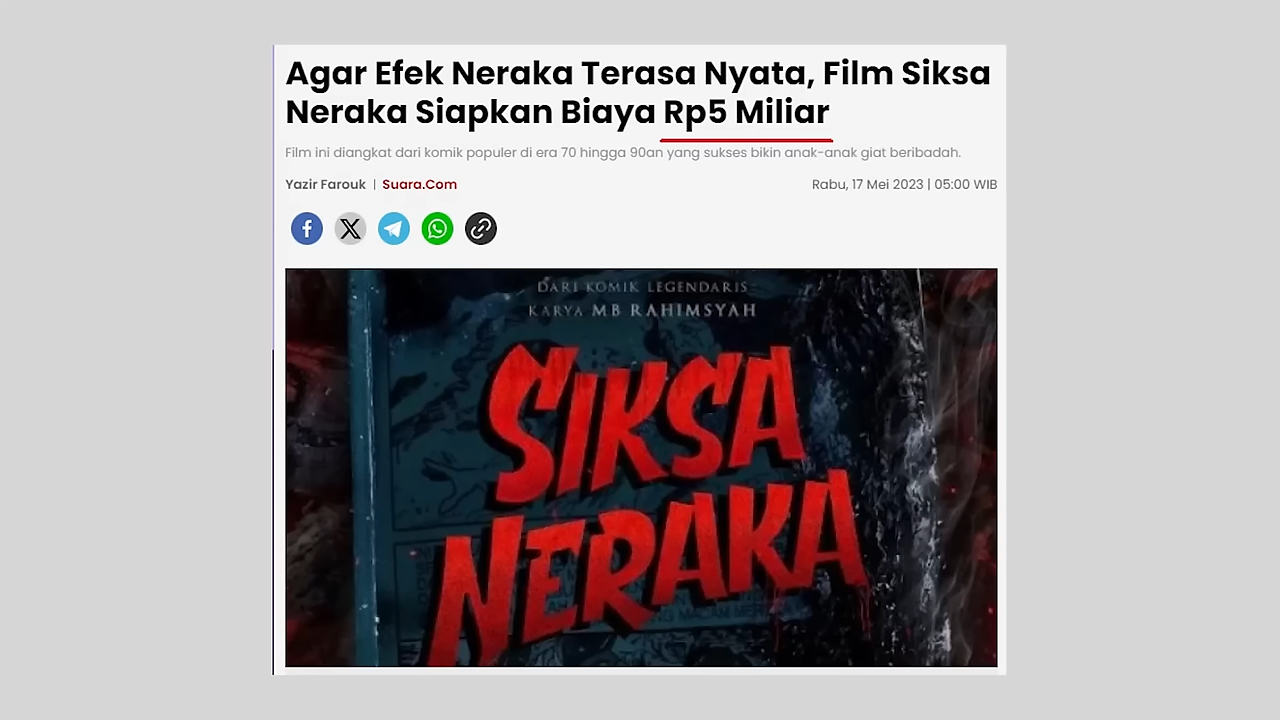 Agar Efek Neraka Terasa Nyata, Film Siksa
Neraka Siapkan Biaya Rp5 Miliar
Film ini diangkat dari komik populer di era 70 hingga 90an yang sukses bikin anak-anak giat beribadah.
Yazir Farouk | Suara.Com
Rabu, 17 Mei 2023 | 05:00 WIB
DARI KOMIK LEGENDARIS
KARYA MB RAHIMSYAH
SIKSA
NERAKA